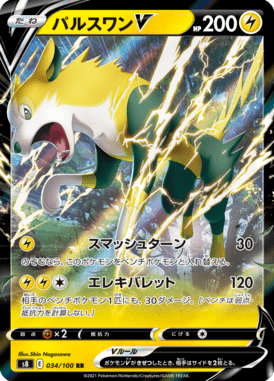 たね パルスワンV HP200
スマッシュターン 30
のぞむなら、このポケモンをベンチポケモンと入れ替える。
エレキバレット 120
相手のベンチポケモン1匹にも、30ダメージ。[ベンチは弱点・
抵抗力を計算しない。]
弱点 ×2 抵抗力 にげる
Illus.Shin Nagasawa
Vルール
ポケモンVがきぜつしたとき、相手はサイドを2枚とる。
S8 E 034/100 RR
©2021 Pokémon/Nintendo/Creatures/GAME FREAK